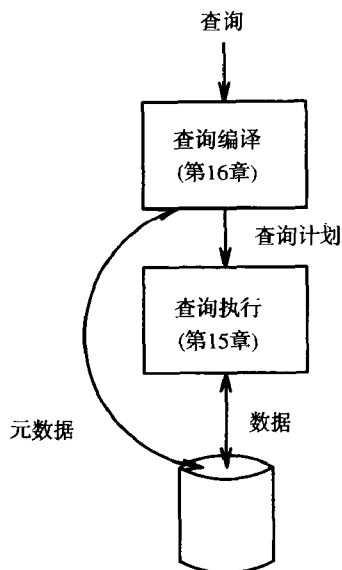 查询
查询编译
(第16章)
查询计划
查询执行
(第15章)
元数据
数据